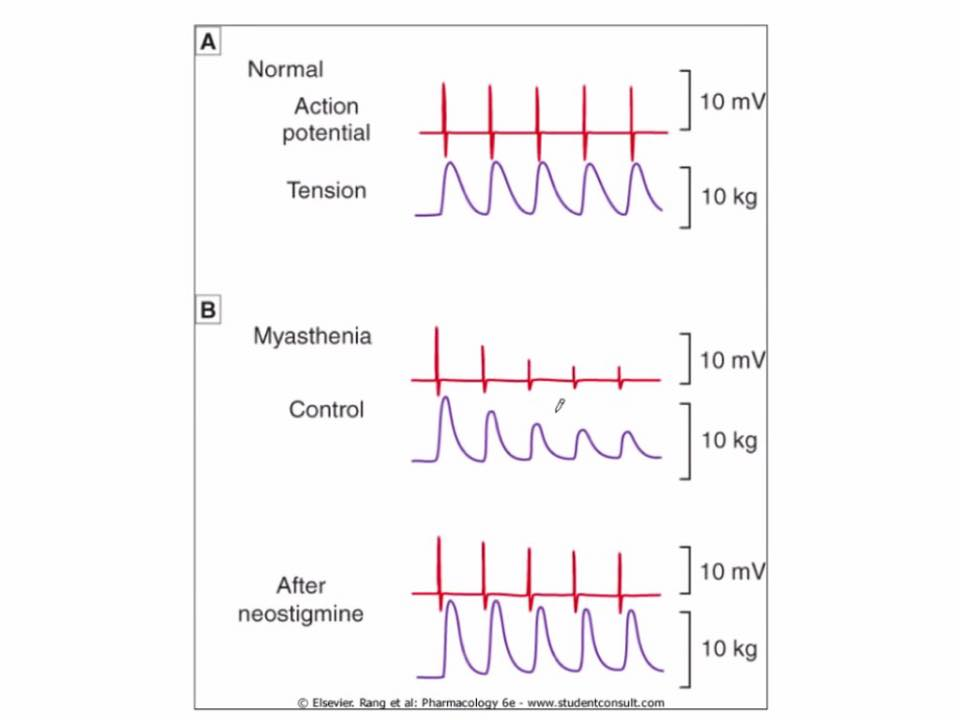 A
Normal
Action
potential
10 mV
Tension
10 kg
B
Myasthenia
10 mV
Control
10 kg
After
neostigmine
10 mV
10 kg
© Elsevier. Rang et al: Pharmacology 6e - www.studentconsult.com